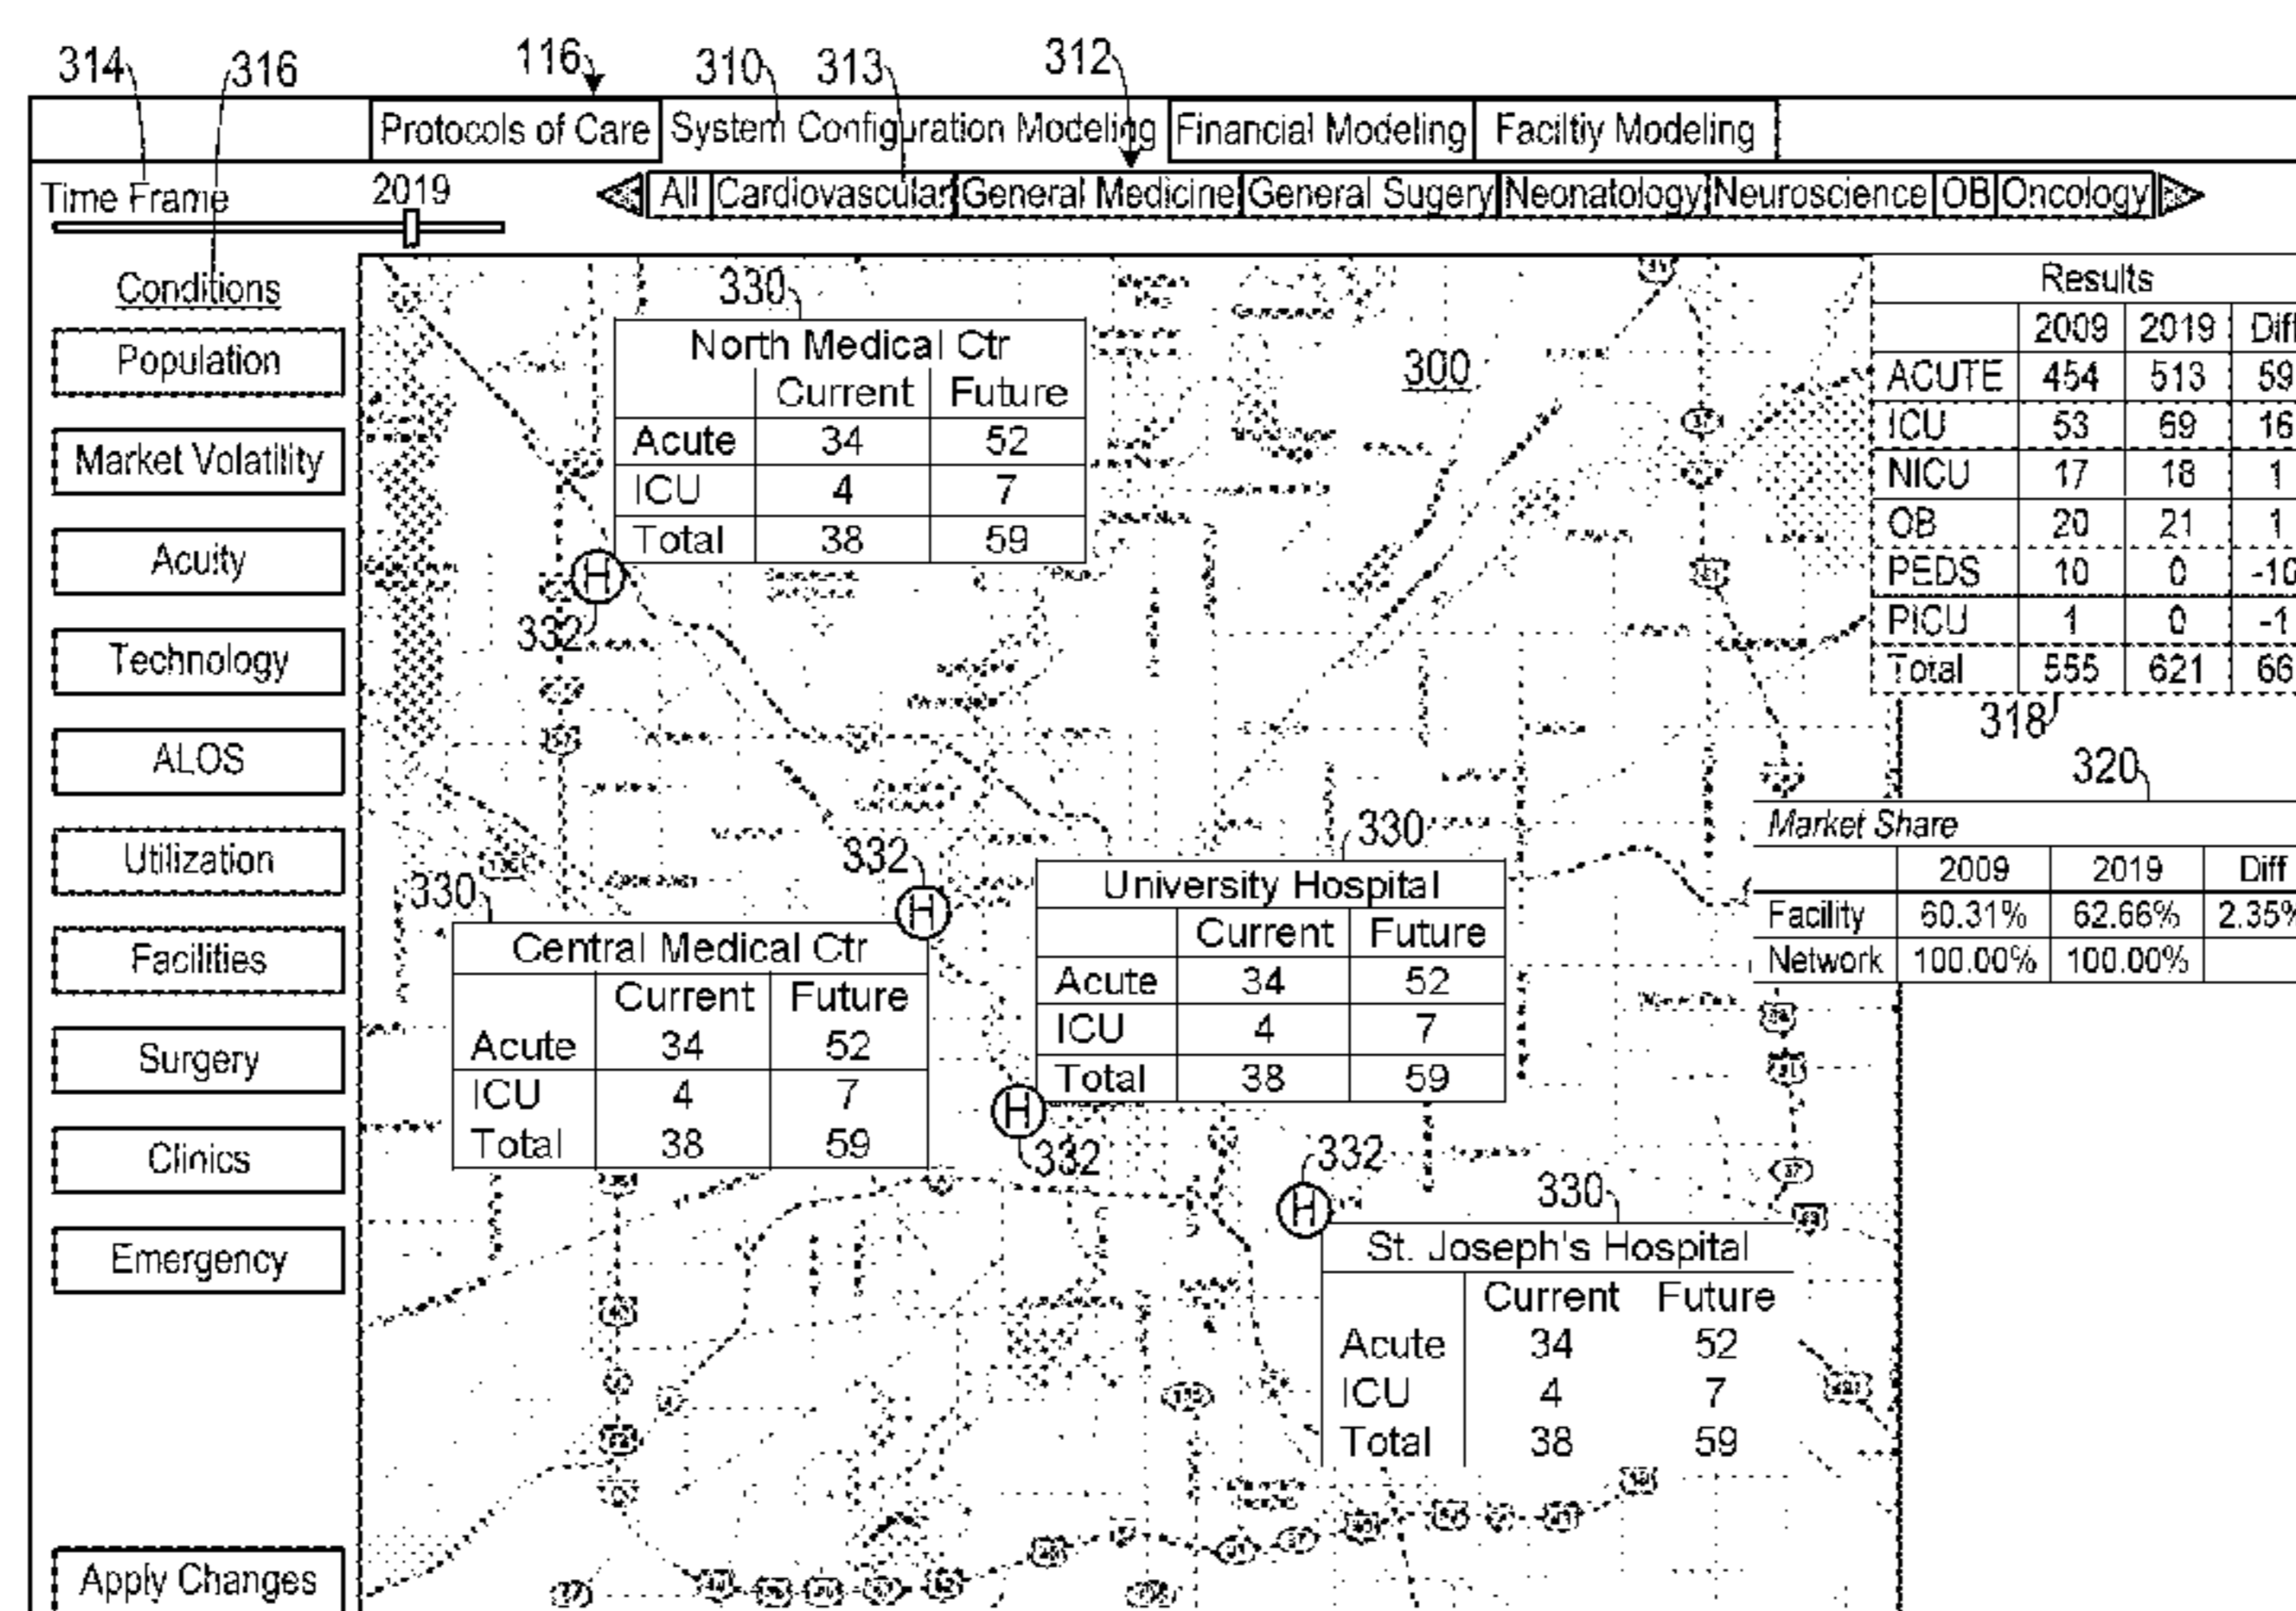 314 316 116 310 313 312
Protocols of Care System Configuration Modeling Financial Modeling Faciltiy Modeling
Time Frame 2019 All Cardiovascular General Medicine General Sugery Neonatology Neuroscience OB Oncology
Conditions
Population
Market Volatility
Acuity
Technology
ALOS
Utilization
Facilities
Surgery
Clinics
Emergency
Apply Changes
300
330
North Medical Ctr
Current Future
Acute 34 52
ICU 4 7
Total 38 59
332
Results
2009 2019 Diff
ACUTE 454 513 59
ICU 53 69 16
NICU 17 18 1
OB 20 21 1
PEDS 10 0 -10
PICU 1 0 -1
Total 555 621 66
318
320
Market Share
2009 2019 Diff
Facility 60.31% 62.66% 2.35%
Network 100.00% 100.00%
332
330
Central Medical Ctr
Current Future
Acute 34 52
ICU 4 7
Total 38 59
330
University Hospital
Current Future
Acute 34 52
ICU 4 7
Total 38 59
332
332
330
St. Joseph's Hospital
Current Future
Acute 34 52
ICU 4 7
Total 38 59
H
H
H
H